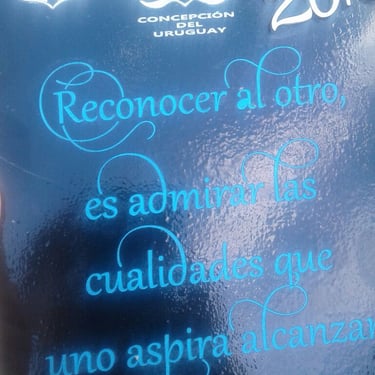 CONCEPCIÓN
DEL
URUGUAY
Reconocer al otro,
es admirar las
cualidades que
uno aspira alcanzar